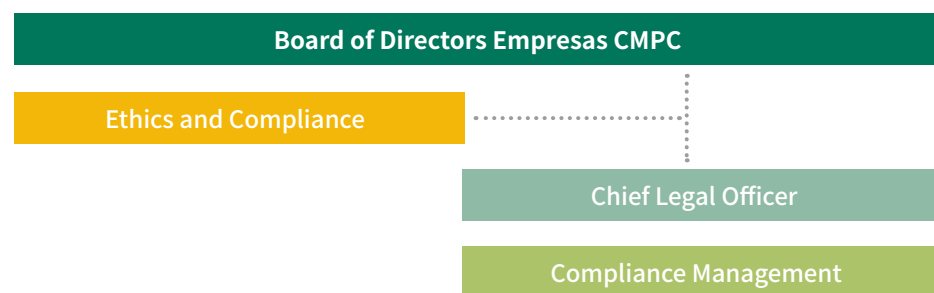 Board of Directors Empresas CMPC
Ethics and Compliance
Chief Legal Officer
Compliance Management